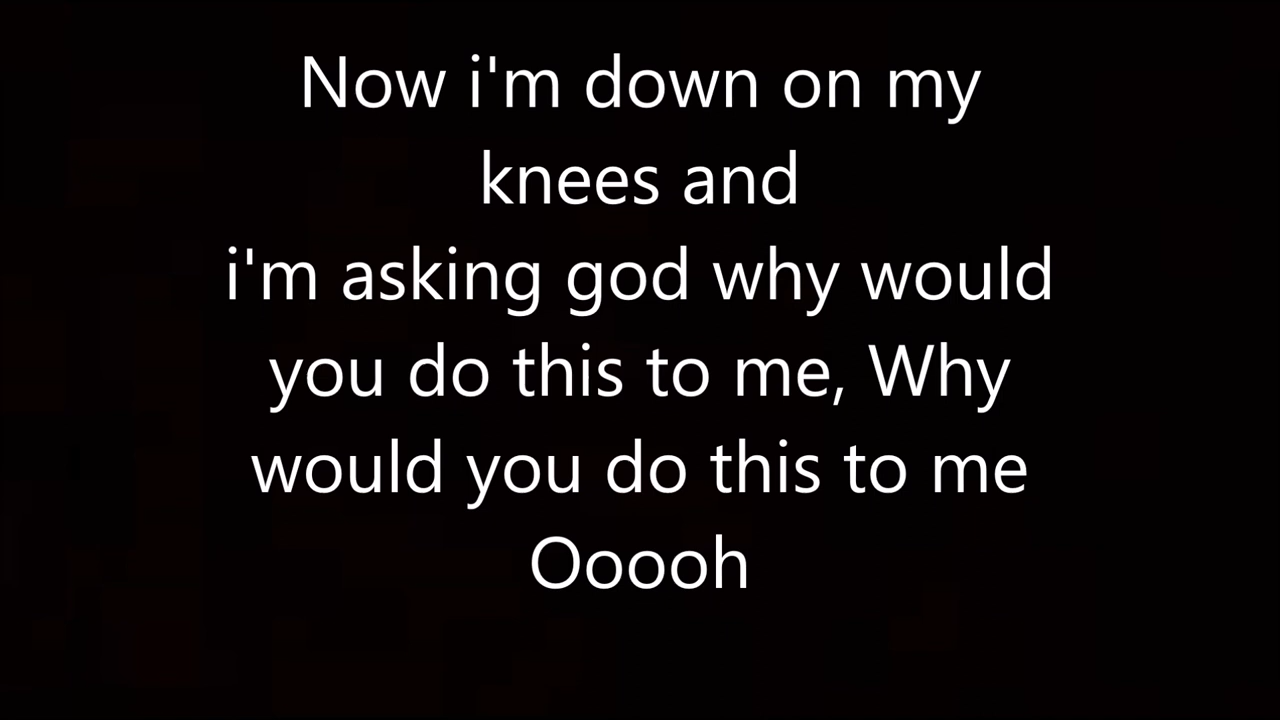 Now i'm down on my
knees and
i'm asking god why would
you do this to me, Why
would you do this to me
Ooooh